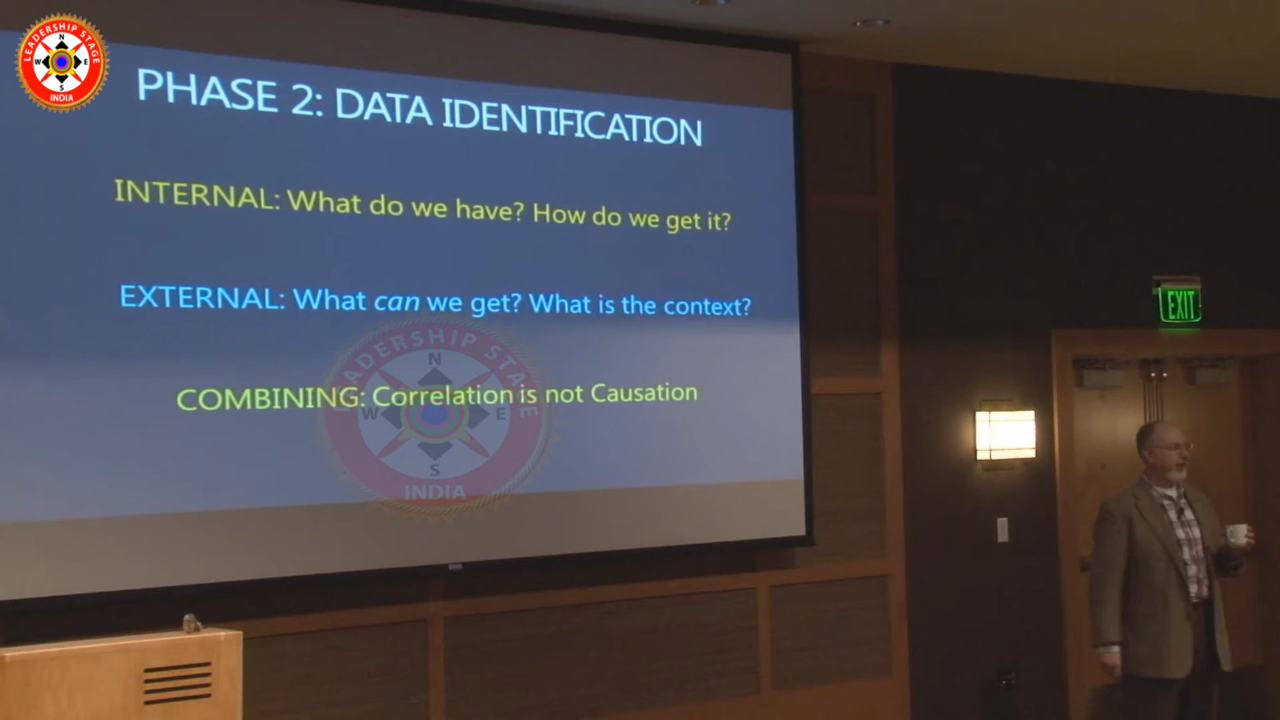 LEADERSHIP STAGE
N
W E
S
INDIA
PHASE 2: DATA IDENTIFICATION
INTERNAL: What do we have? How do we get it?
EXTERNAL: What can we get? What is the context?
COMBINING: Correlation is not Causation
LEADERSHIP STAGE
N
W E
S
INDIA
EXIT